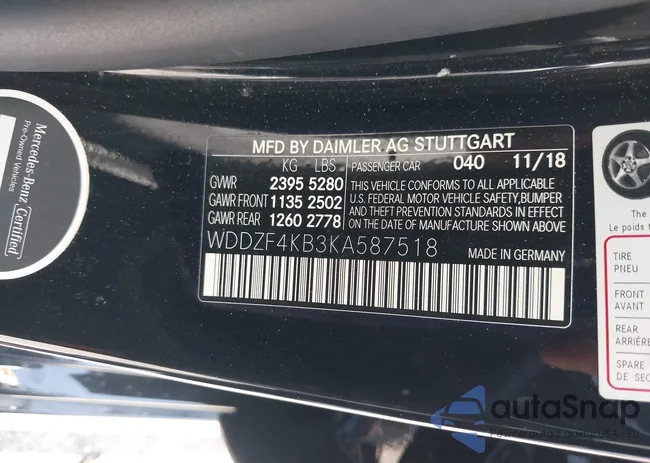 Mercedes-Benz Certified
Pre-Owned Vehicles
MFD BY DAIMLER AG STUTTGART
KG LBS PASSENGER CAR 040 11/18
GVWR 2395 5280
GAWR FRONT 1135 2502
GAWR REAR 1260 2778
THIS VEHICLE CONFORMS TO ALL APPLICABLE
U.S. FEDERAL MOTOR VEHICLE SAFETY,BUMPER
AND THEFT PREVENTION STANDARDS IN EFFECT
ON THE DATE OF MANUFACTURE SHOWN ABOVE
WDDZF4KB3KA587518 MADE IN GERMANY
The
Le poids
TIRE
PNEU
FRONT
AVANT
REAR
ARRIÈRE
SPARE
DE SEC
autaSnap